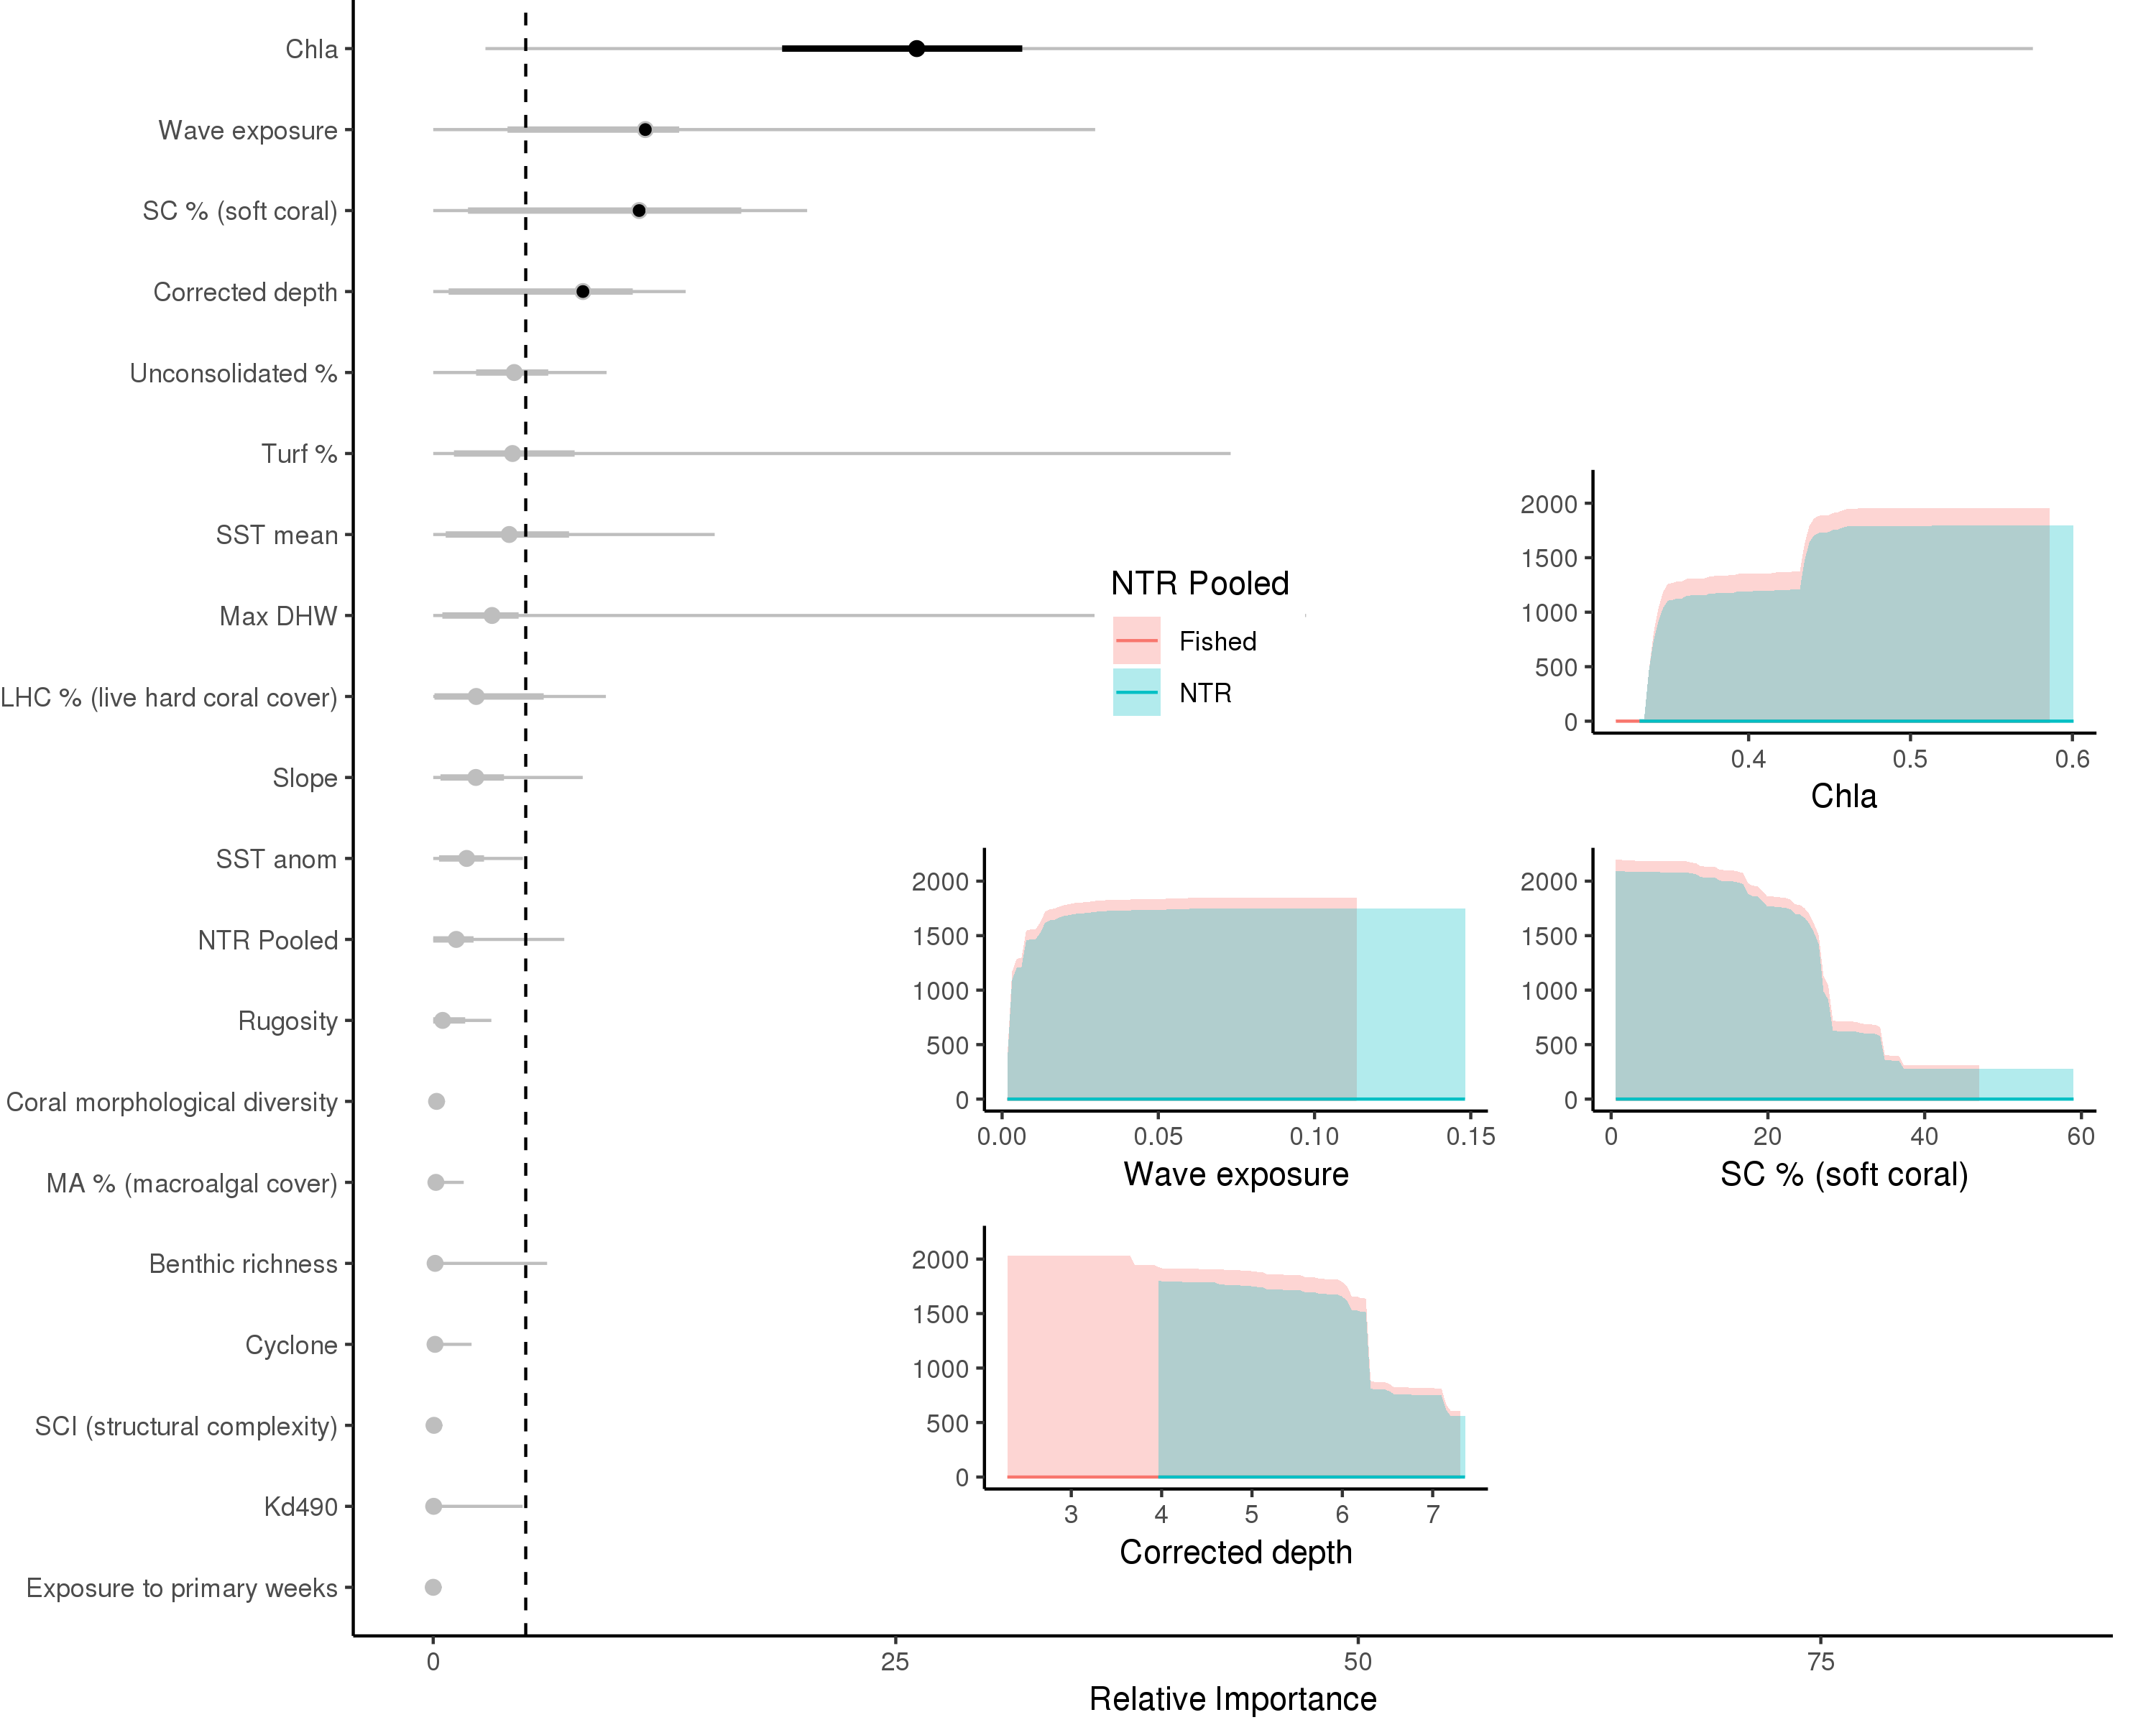 Chla
Wave exposure
SC % (soft coral)
Corrected depth
Unconsolidated %
Turf %
SST mean
Max DHW
LHC % (live hard coral cover)
Slope
SST anom
NTR Pooled
Rugosity
Coral morphological diversity
MA % (macroalgal cover)
Benthic richness
Cyclone
SCI (structural complexity)
Kd490
Exposure to primary weeks
0 25 50 75
Relative Importance
NTR Pooled
Fished
NTR
2000
1500
1000
500
0
0.4 0.5 0.6
Chla
2000
1500
1000
500
0
0.00 0.05 0.10 0.15
Wave exposure
2000
1500
1000
500
0
0 20 40 60
SC % (soft coral)
2000
1500
1000
500
0
3 4 5 6 7
Corrected depth